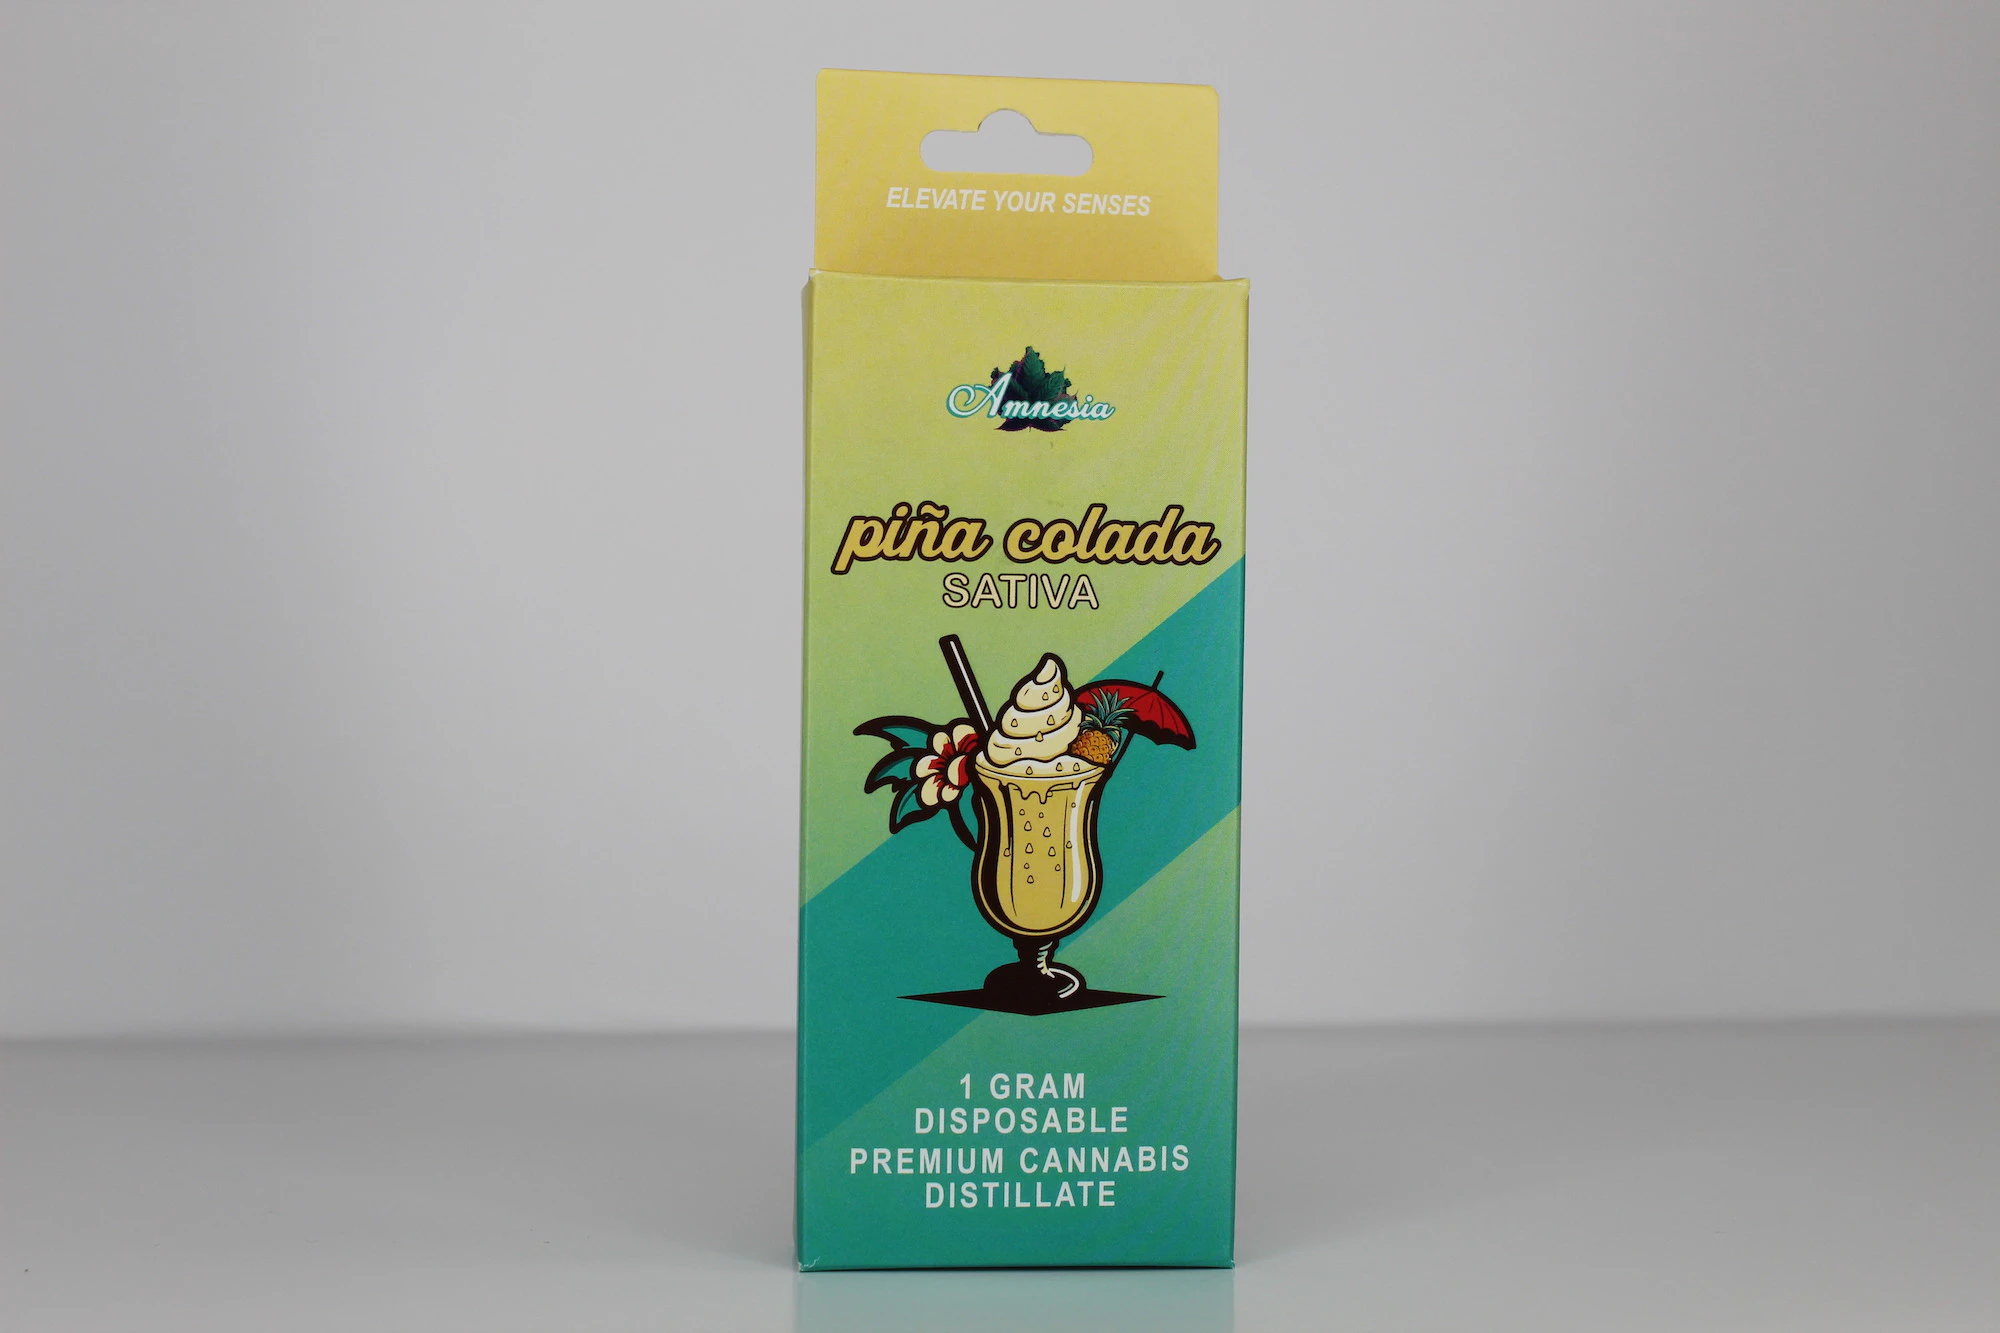 ELEVATE YOUR SENSES
Amnesia
piña colada
SATIVA
1 GRAM
DISPOSABLE
PREMIUM CANNABIS
DISTILLATE